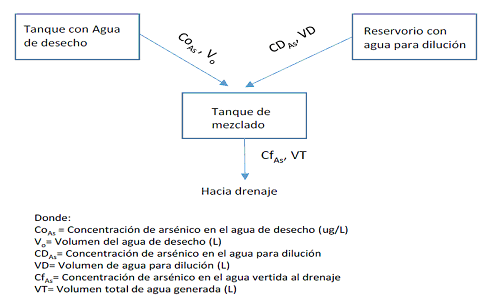 Tanque con Agua
de desecho
Reservorio con
agua para dilución
CoAs, Vo
CDAs, VD
Tanque de
mezclado
CfAs, VT
Hacia drenaje
Donde:
CoAs = Concentración de arsénico en el agua de desecho (ug/L)
Vo= Volumen del agua de desecho (L)
CDAs= Concentración de arsénico en el agua para dilución
VD= Volumen de agua para dilución (L)
CfAs= Concentración de arsénico en el agua vertida al drenaje
VT= Volumen total de agua generada (L)